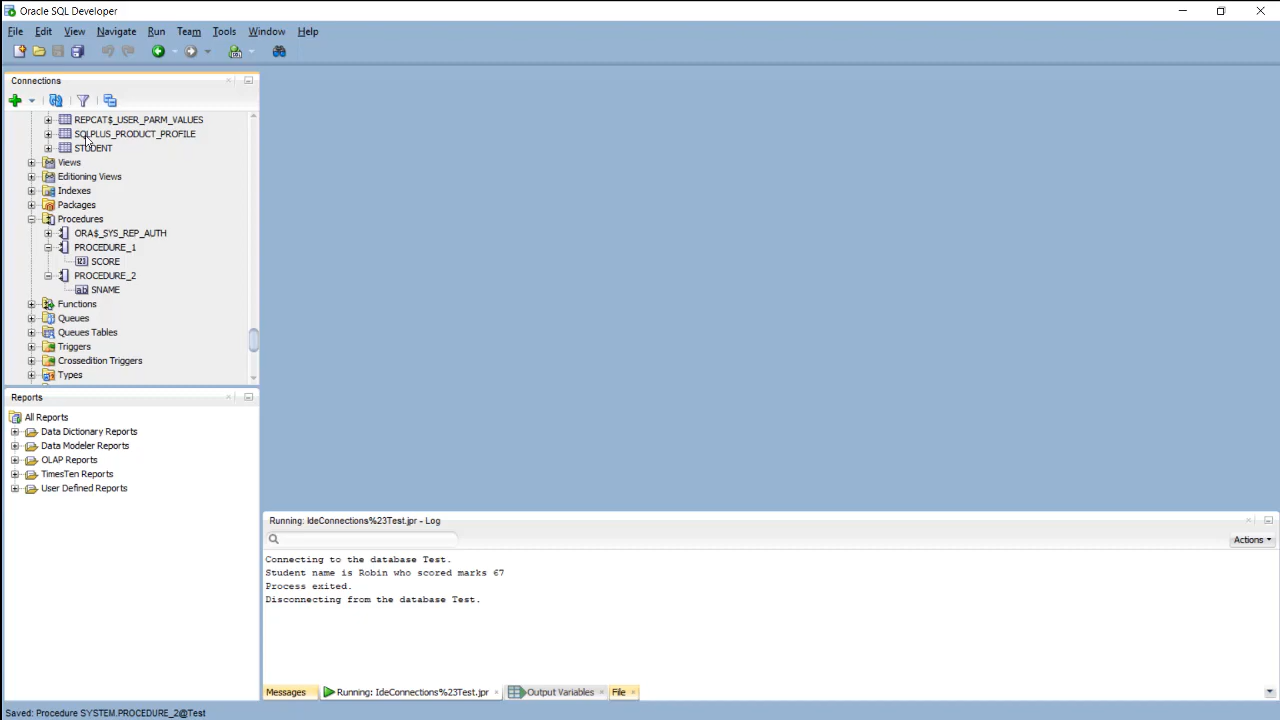 Oracle SQL Developer
File Edit View Navigate Run Team Tools Window Help
Connections
REPCAT$_USER_PARM_VALUES
SQLPLUS_PRODUCT_PROFILE
STUDENT
Views
Editioning Views
Indexes
Packages
Procedures
ORA$_SYS_REP_AUTH
PROCEDURE_1
SCORE
PROCEDURE_2
SNAME
Functions
Queues
Queues Tables
Triggers
Crossedition Triggers
Types
Reports
All Reports
Data Dictionary Reports
Data Modeler Reports
OLAP Reports
TimesTen Reports
User Defined Reports
Running: IdeConnections%23Test.jpr - Log
Actions
Connecting to the database Test.
Student name is Robin who scored marks 67
Process exited.
Disconnecting from the database Test.
Messages Running: IdeConnections%23Test.jpr Output Variables File
Saved: Procedure SYSTEM.PROCEDURE_2@Test